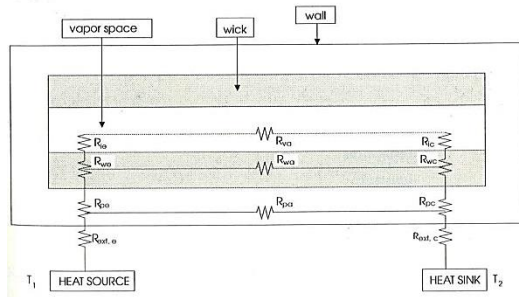 wall
vapor space
wick
Rie
Rva
Ric
Rwe
Rwa
Rwc
Rpe
Rpa
Rpc
Rext, e
Rext, c
T1
HEAT SOURCE
HEAT SINK
T2